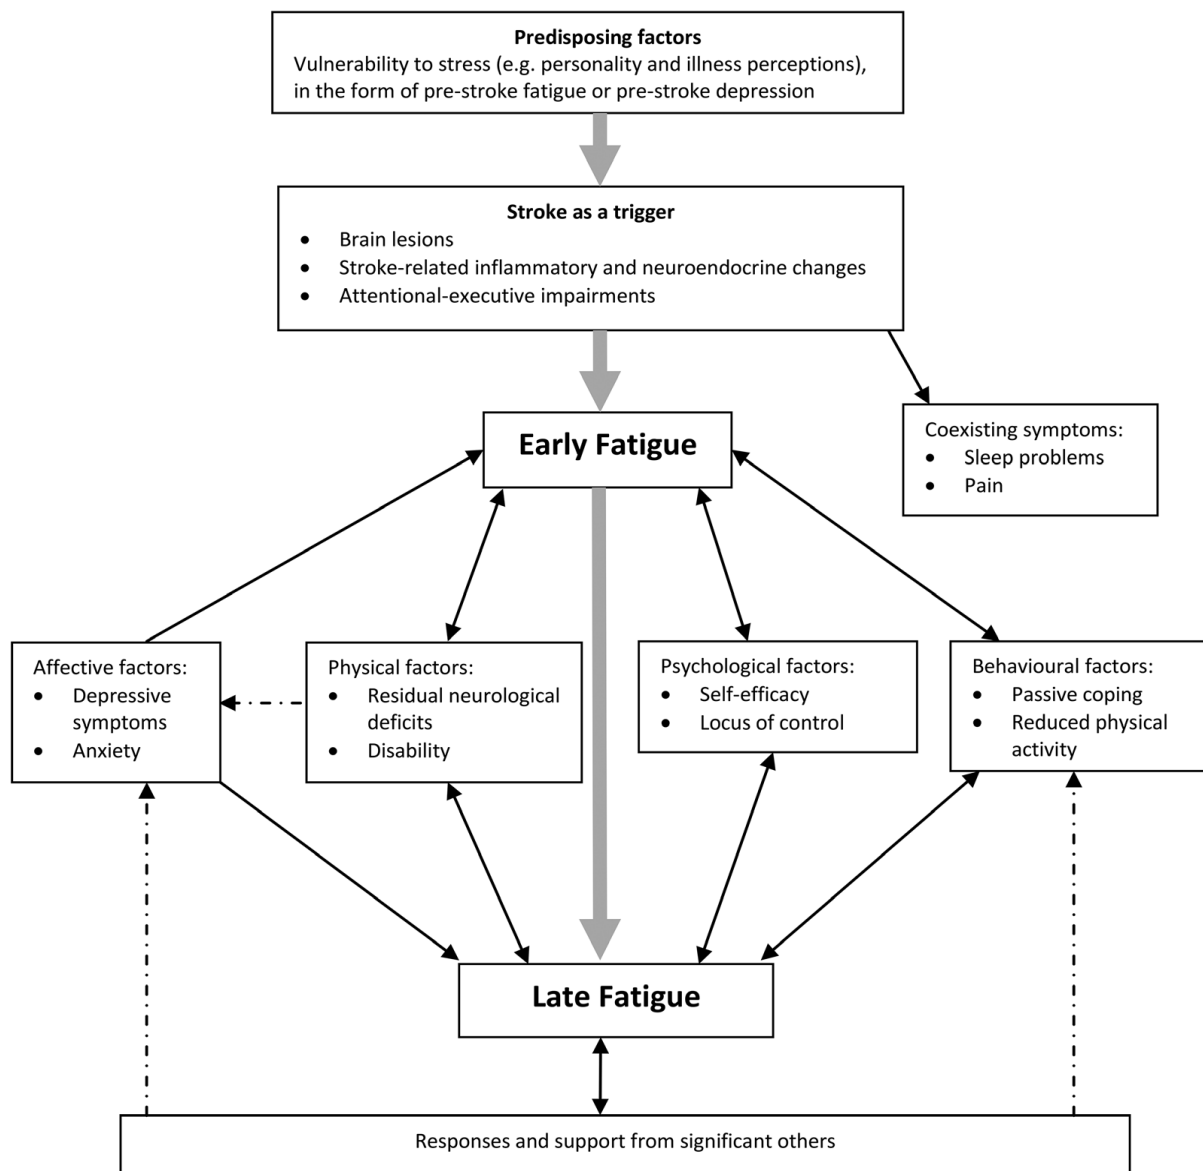 Predisposing factors
Vulnerability to stress (e.g. personality and illness perceptions),
in the form of pre-stroke fatigue or pre-stroke depression
Stroke as a trigger
• Brain lesions
• Stroke-related inflammatory and neuroendocrine changes
• Attentional-executive impairments
Early Fatigue
Coexisting symptoms:
• Sleep problems
• Pain
Affective factors:
• Depressive
symptoms
• Anxiety
Physical factors:
• Residual neurological
deficits
• Disability
Psychological factors:
• Self-efficacy
• Locus of control
Behavioural factors:
• Passive coping
• Reduced physical
activity
Late Fatigue
Responses and support from significant others